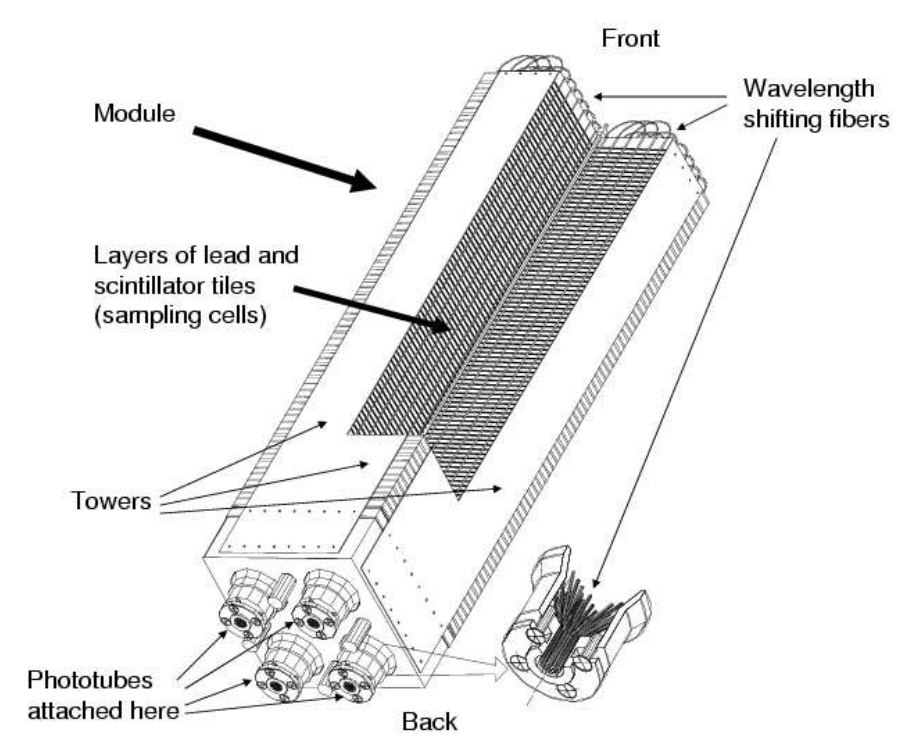 Front
Wavelength
shifting fibers
Module
Layers of lead and
scintillator tiles
(sampling cells)
Towers
Phototubes
attached here
Back